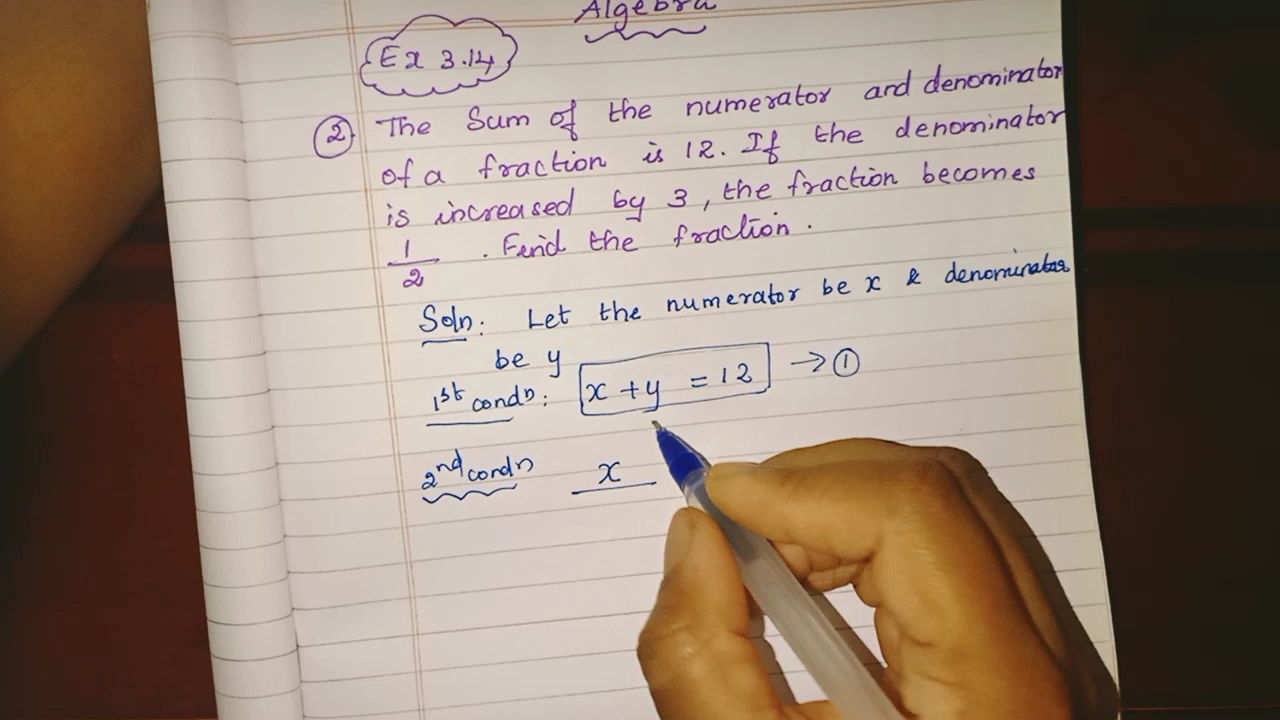 Algebra
Ex 3.14
② The Sum of the numerator and denominator
of a fraction is 12. If the denominator
is increased by 3, the fraction becomes
1/2. Find the fraction.
Soln: Let the numerator be x & denominator
be y
1st condn: x + y = 12 → ①
2nd condn x